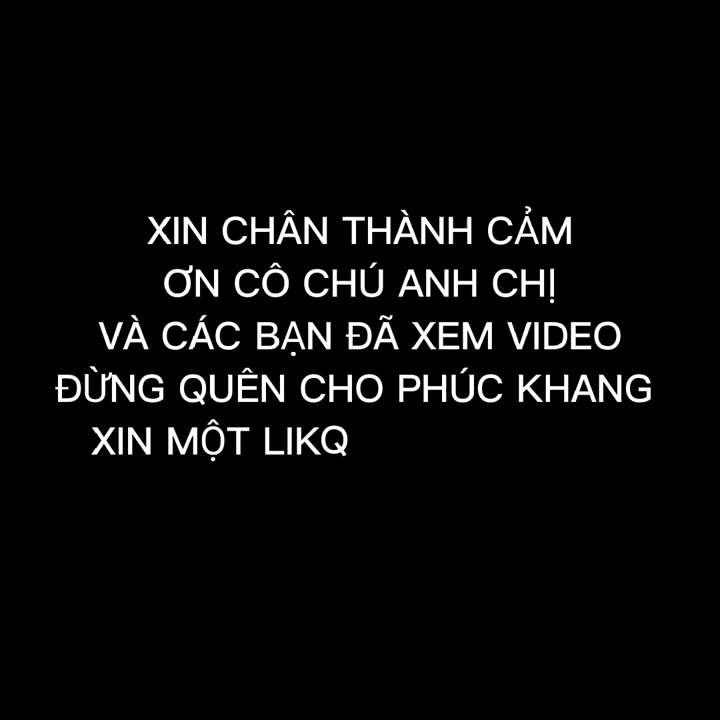 XIN CHÂN THÀNH CẢM
ƠN CÔ CHÚ ANH CHỊ
VÀ CÁC BẠN ĐÃ XEM VIDEO
ĐỪNG QUÊN CHO PHÚC KHANG
XIN MỘT LIKQ